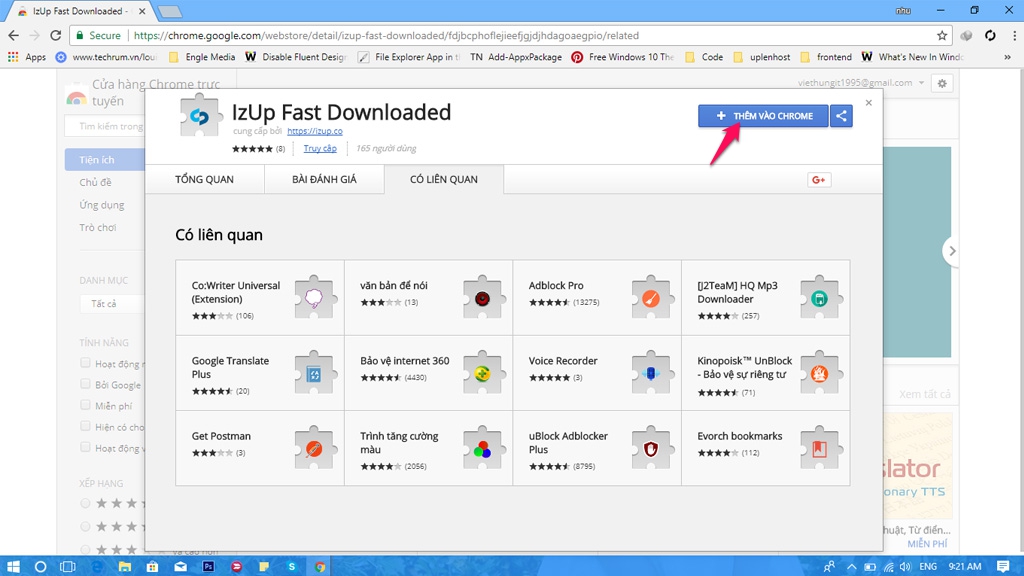 IzUp Fast Downloaded -
nhu
Secure
https://chrome.google.com/webstore/detail/izup-fast-downloaded/fdjbcphoflejieefjgjdjhdagoaegpio/related
Apps
www.techrum.vn/lou
Engle Media
Disable Fluent Design
File Explorer App in t
TN Add-AppxPackage
Free Windows 10 The
Code
uplenhost
frontend
What's New In Windo
»
Cửa hàng Chrome trực tuyến
viethungit1995@gmail.com
Tìm kiếm trong
Tiện ích
Chủ đề
Ứng dụng
Trò chơi
DANH MỤC
Tất cả
TÍNH NĂNG
Hoạt động n
Bởi Google
Miễn phí
Hiện có cho
Hoạt động v
XẾP HẠNG
và cao hơn
IzUp Fast Downloaded
cung cấp bởi https://izup.co
(8) Truy cập 165 người dùng
THÊM VÀO CHROME
TỔNG QUAN
BÀI ĐÁNH GIÁ
CÓ LIÊN QUAN
G+
Có liên quan
Co:Writer Universal
(Extension)
(106)
văn bản để nói
(13)
Adblock Pro
(13275)
[J2TeaM] HQ Mp3
Downloader
(257)
Google Translate
Plus
(20)
Bảo vệ internet 360
(4430)
Voice Recorder
(3)
Kinopoisk™ UnBlock
- Bảo vệ sự riêng tư
(71)
Get Postman
(3)
Trình tăng cường
màu
(2056)
uBlock Adblocker
Plus
(8795)
Evorch bookmarks
(112)
Xem tất cả
slator
onary TTS
huật, Từ điển...
MIỄN PHÍ
ENG
9:21 AM